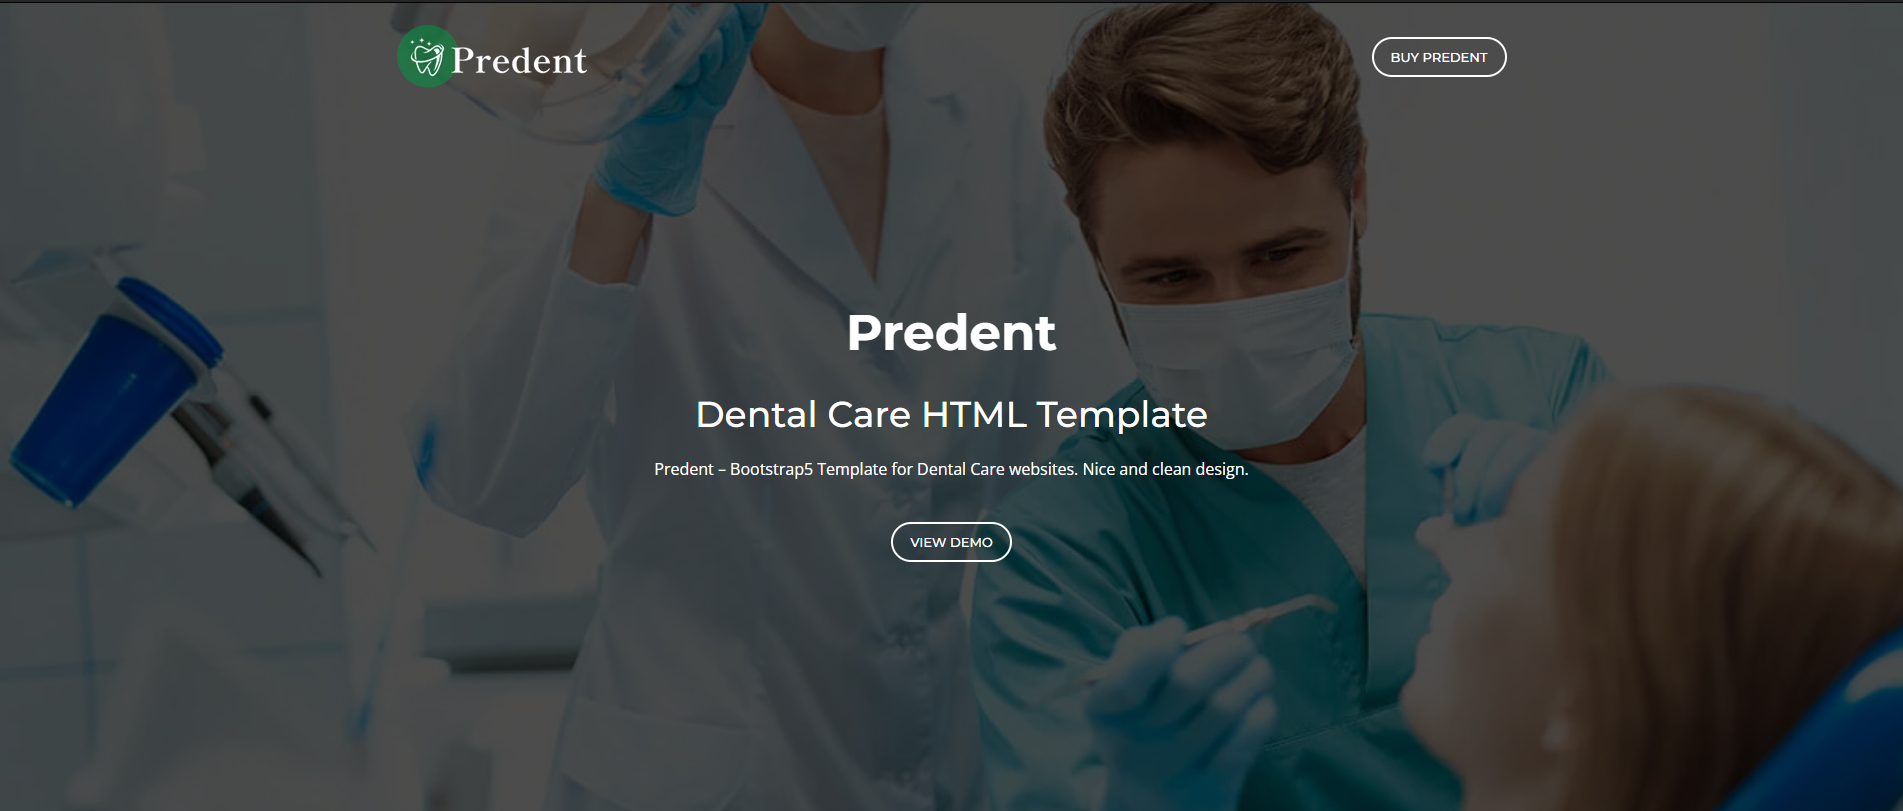 Predent
BUY PREDENT
Predent
Dental Care HTML Template
Predent – Bootstrap5 Template for Dental Care websites. Nice and clean design.
VIEW DEMO